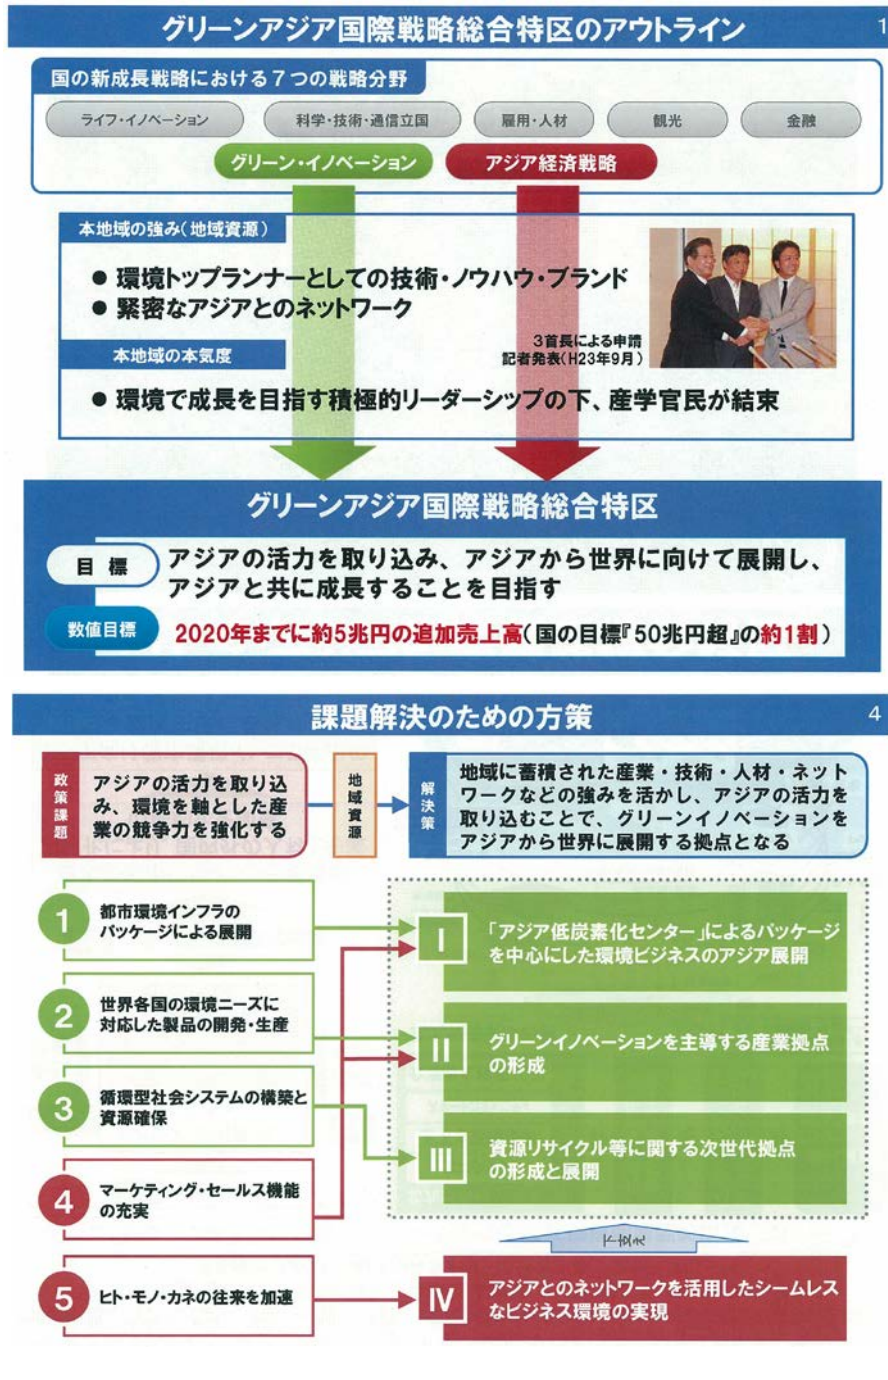 グリーンアジア国際戦略総合特区のアウトライン
1
国の新成長戦略における7つの戦略分野
ライフ・イノベーション
科学・技術・通信立国
雇用・人材
観光
金融
グリーン・イノベーション
アジア経済戦略
本地域の強み(地域資源)
● 環境トップランナーとしての技術・ノウハウ・ブランド
● 緊密なアジアとのネットワーク
3首長による申請
記者発表(H23年9月)
本地域の本気度
● 環境で成長を目指す積極的リーダーシップの下、産学官民が結束
グリーンアジア国際戦略総合特区
目標
アジアの活力を取り込み、アジアから世界に向けて展開し、
アジアと共に成長することを目指す
数値目標
2020年までに約5兆円の追加売上高(国の目標『50兆円超』の約1割)
課題解決のための方策
4
政策課題
アジアの活力を取り込
み、環境を軸とした産
業の競争力を強化する
地域資源
解決策
地域に蓄積された産業・技術・人材・ネット
ワークなどの強みを活かし、アジアの活力を
取り込むことで、グリーンイノベーションを
アジアから世界に展開する拠点となる
1
都市環境インフラの
パッケージによる展開
2
世界各国の環境ニーズに
対応した製品の開発・生産
3
循環型社会システムの構築と
資源確保
4
マーケティング・セールス機能
の充実
5
ヒト・モノ・カネの往来を加速
I
「アジア低炭素化センター」によるパッケージ
を中心にした環境ビジネスのアジア展開
II
グリーンイノベーションを主導する産業拠点
の形成
III
資源リサイクル等に関する次世代拠点
の形成と展開
下支え
IV
アジアとのネットワークを活用したシームレス
なビジネス環境の実現